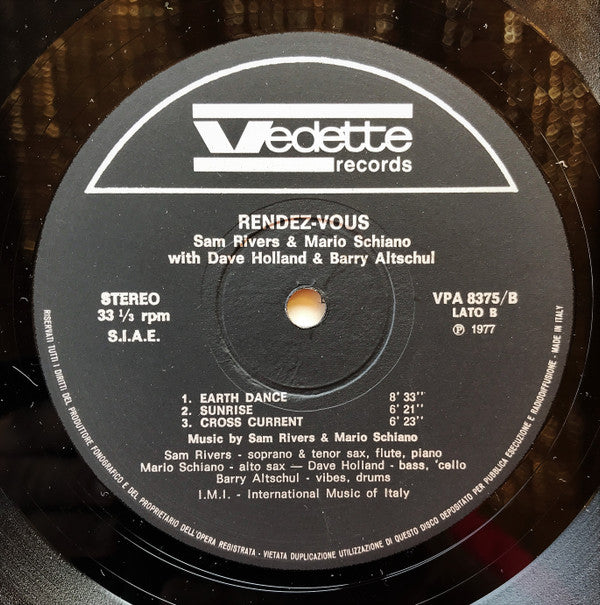 Vedette
records
RENDEZ-VOUS
Sam Rivers & Mario Schiano
with Dave Holland & Barry Altschul
STEREO
33 ⅓ rpm
S.I.A.E.
VPA 8375/B
LATO B
Ⓟ 1977
1. EARTH DANCE 8' 33''
2. SUNRISE 6' 21''
3. CROSS CURRENT 6' 23''
Music by Sam Rivers & Mario Schiano
Sam Rivers - soprano & tenor sax, flute, piano
Mario Schiano - alto sax — Dave Holland - bass, 'cello
Barry Altschul - vibes, drums
I.M.I. - International Music of Italy
RISERVATI TUTTI I DIRITTI DEL PRODUTTORE FONOGRAFICO E DEL PROPRIETARIO DELL'OPERA REGISTRATA - VIETATA DUPLICAZIONE UTILIZZAZIONE DI QUESTO DISCO DEPOSITATO PER PUBBLICA ESECUZIONE E RADIODIFFUSIONE - MADE IN ITALY